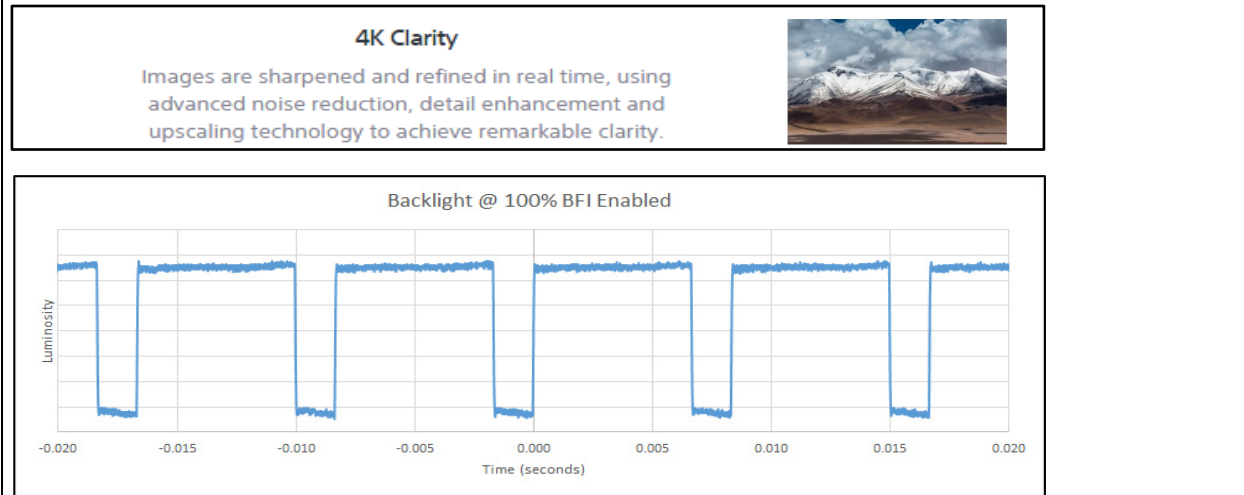 4K Clarity
Images are sharpened and refined in real time, using
advanced noise reduction, detail enhancement and
upscaling technology to achieve remarkable clarity.
Backlight @ 100% BFI Enabled
Luminosity
-0.020 -0.015 -0.010 -0.005 0.000 0.005 0.010 0.015 0.020
Time (seconds)